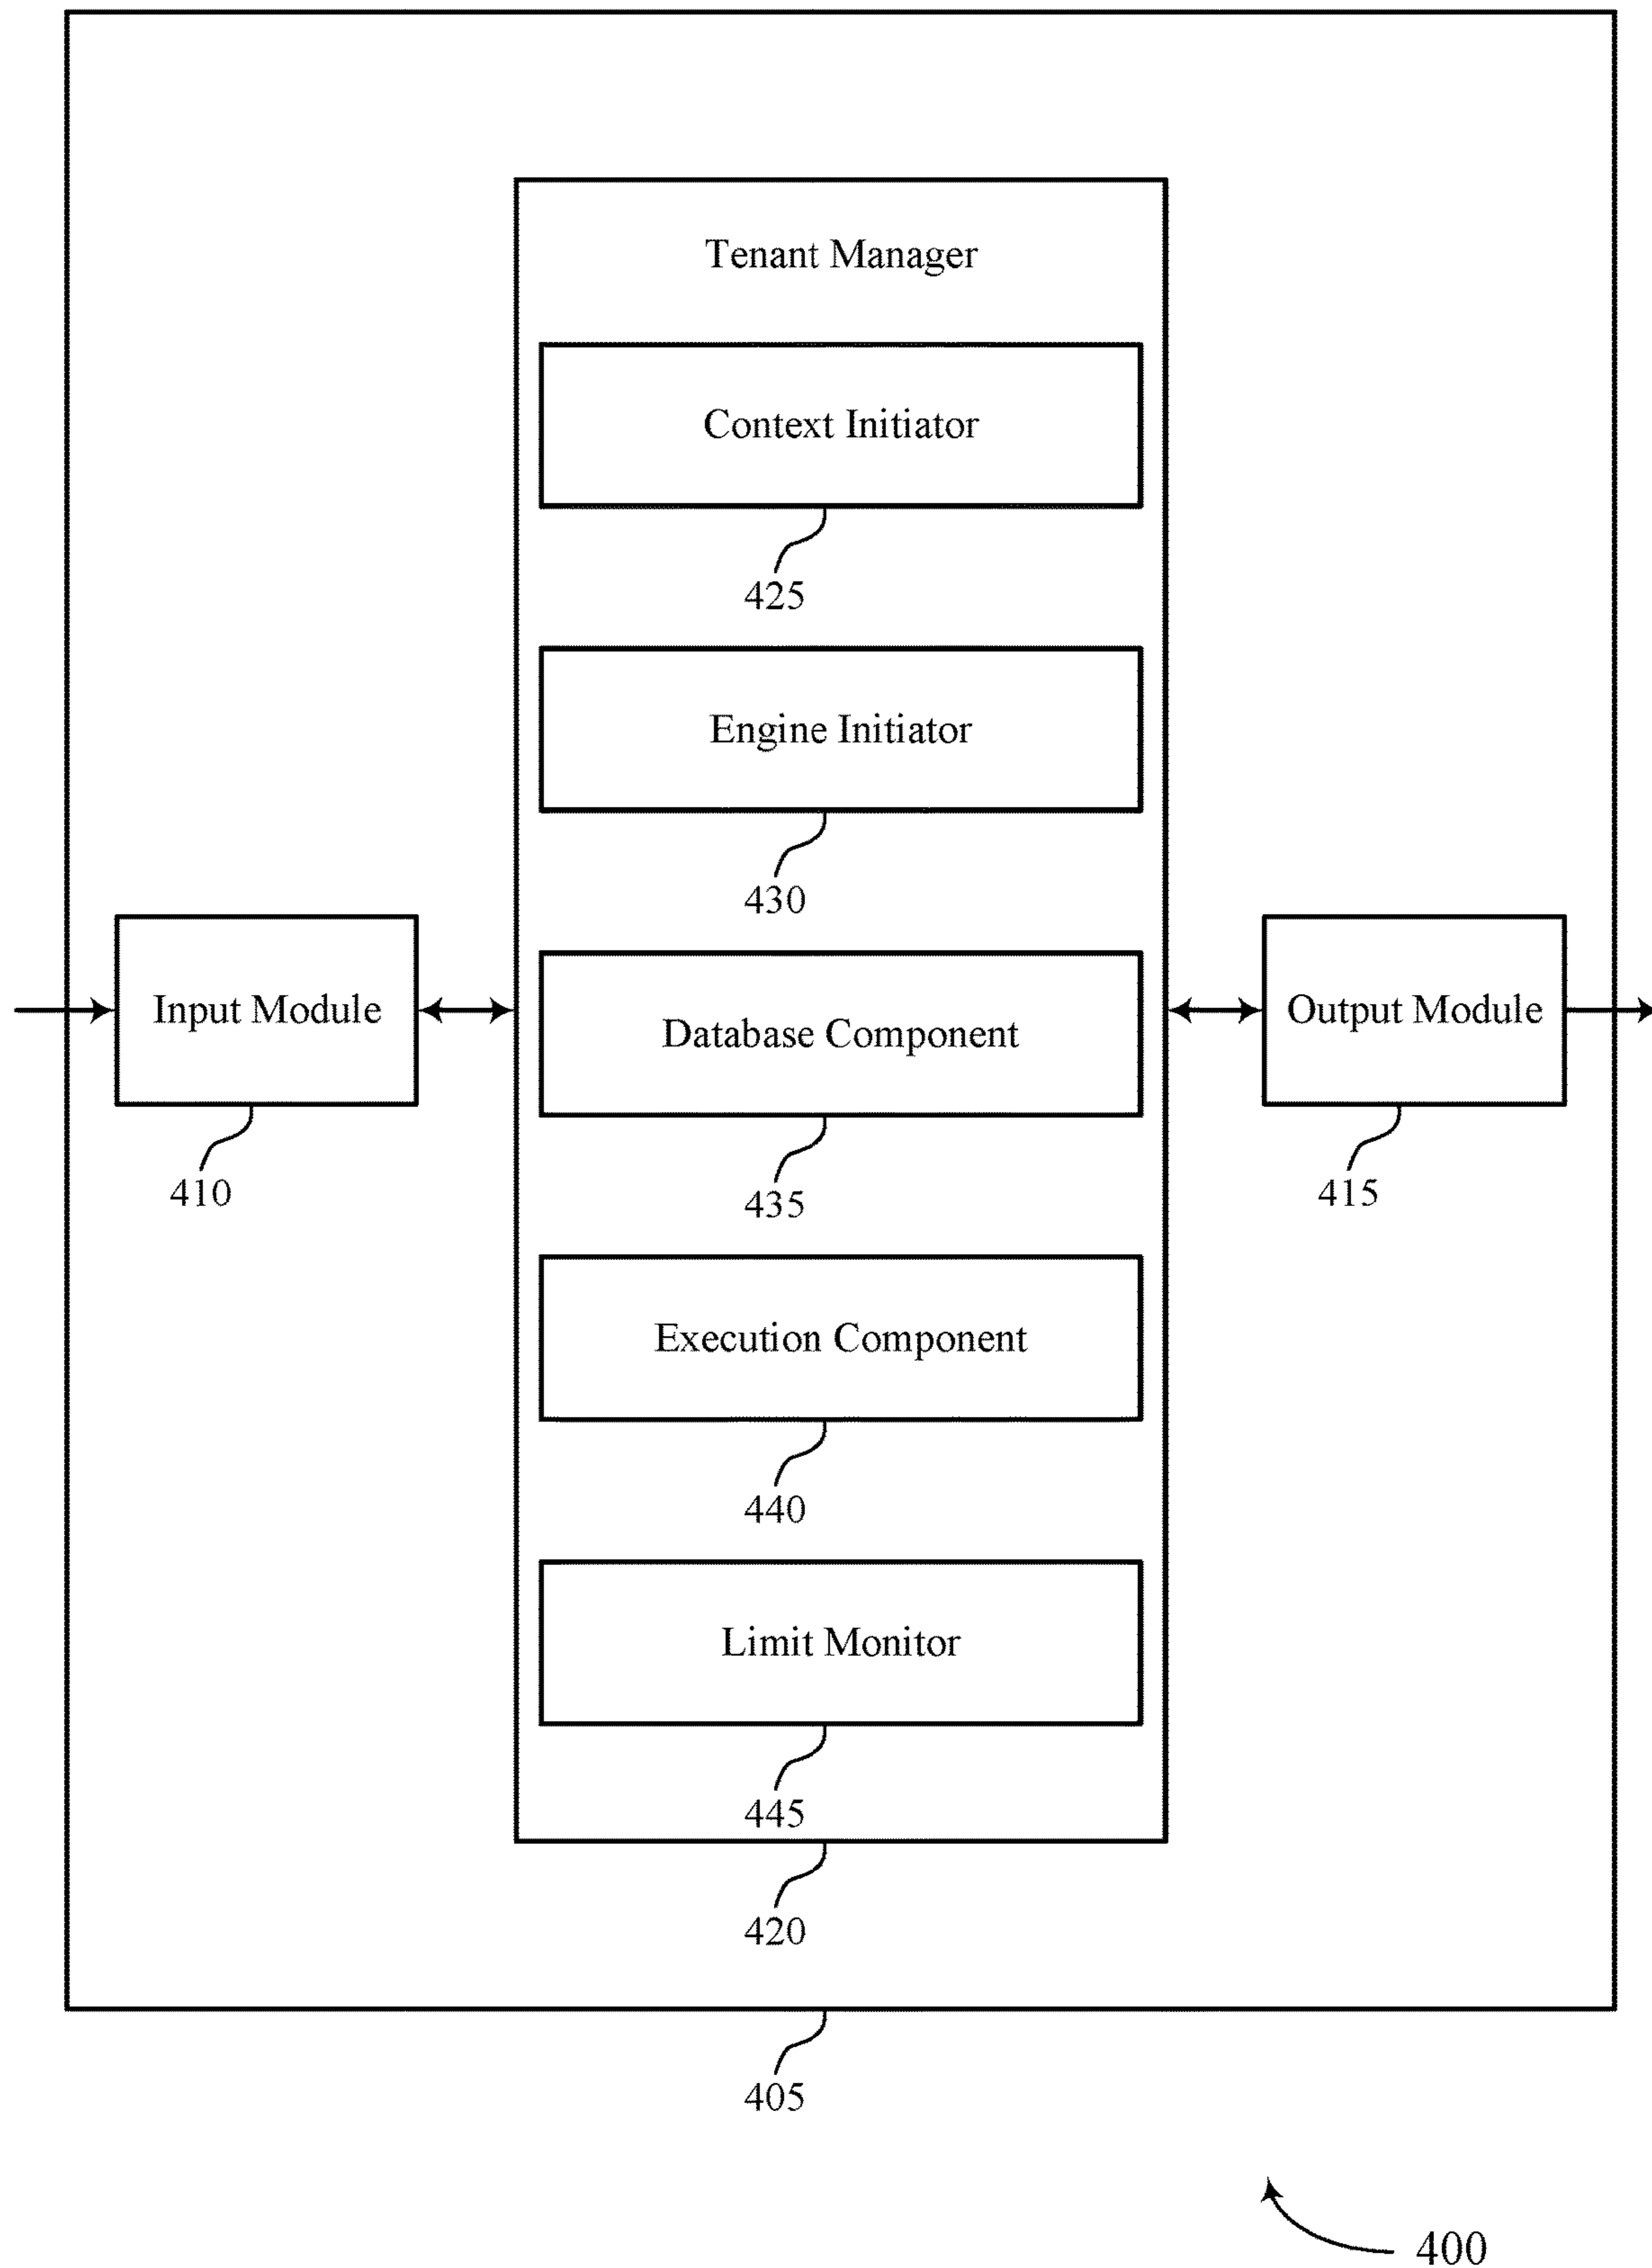 Tenant Manager
Context Initiator
425
Engine Initiator
430
Input Module
410
Database Component
435
Output Module
415
Execution Component
440
Limit Monitor
445
420
405
400